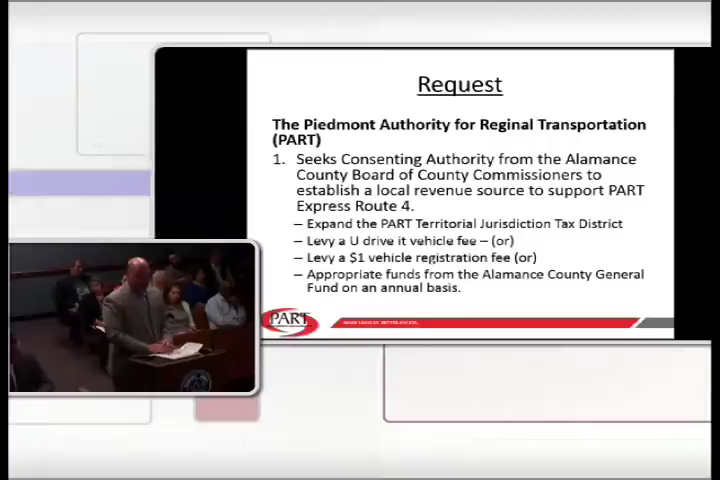 Request
The Piedmont Authority for Reginal Transportation
(PART)
1. Seeks Consenting Authority from the Alamance
County Board of County Commissioners to
establish a local revenue source to support PART
Express Route 4.
– Expand the PART Territorial Jurisdiction Tax District
– Levy a U drive it vehicle fee – (or)
– Levy a $1 vehicle registration fee (or)
– Appropriate funds from the Alamance County General
Fund on an annual basis.
PART